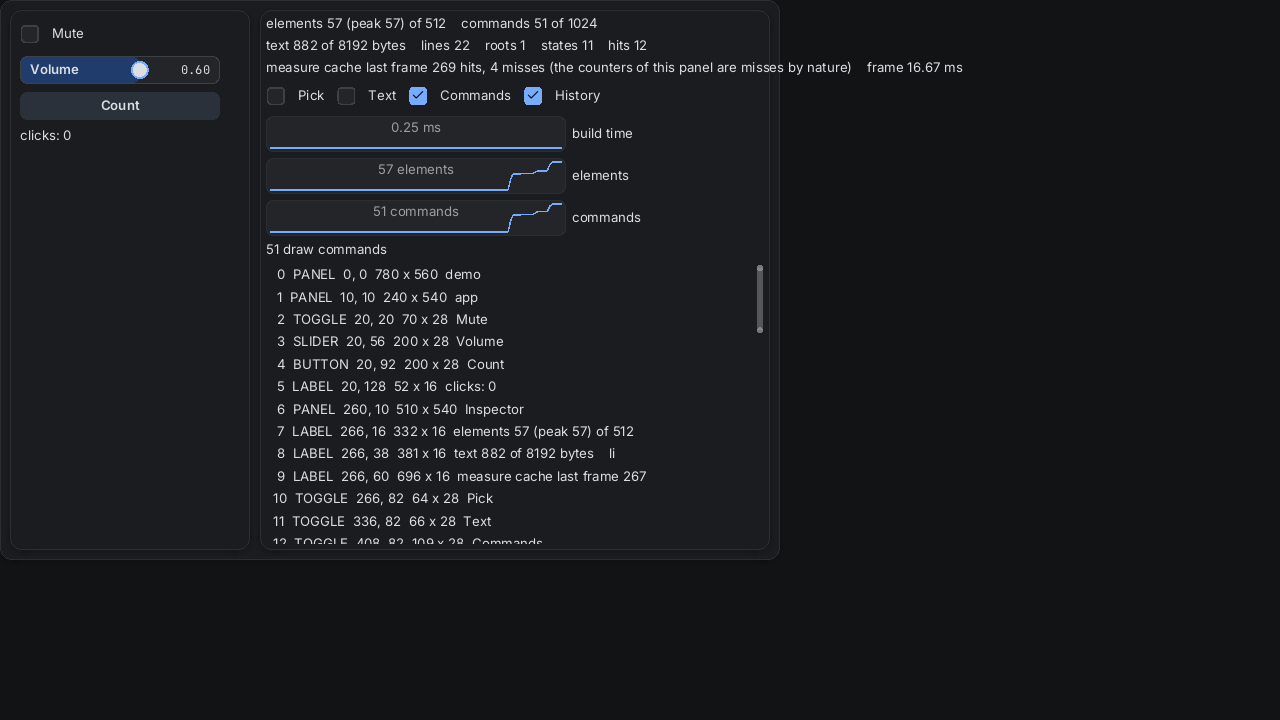 Mute
Volume 0.60
Count
clicks: 0
elements 57 (peak 57) of 512    commands 51 of 1024
text 882 of 8192 bytes    lines 22    roots 1    states 11    hits 12
measure cache last frame 269 hits, 4 misses (the counters of this panel are misses by nature)    frame 16.67 ms
Pick    Text    Commands    History
0.25 ms    build time
57 elements    elements
51 commands    commands
51 draw commands
0  PANEL  0, 0  780 x 560  demo
1  PANEL  10, 10  240 x 540  app
2  TOGGLE  20, 20  70 x 28  Mute
3  SLIDER  20, 56  200 x 28  Volume
4  BUTTON  20, 92  200 x 28  Count
5  LABEL  20, 128  52 x 16  clicks: 0
6  PANEL  260, 10  510 x 540  Inspector
7  LABEL  266, 16  332 x 16  elements 57 (peak 57) of 512
8  LABEL  266, 38  381 x 16  text 882 of 8192 bytes    li
9  LABEL  266, 60  696 x 16  measure cache last frame 267
10  TOGGLE  266, 82  64 x 28  Pick
11  TOGGLE  336, 82  66 x 28  Text
12  TOGGLE  408, 82  109 x 28  Commands